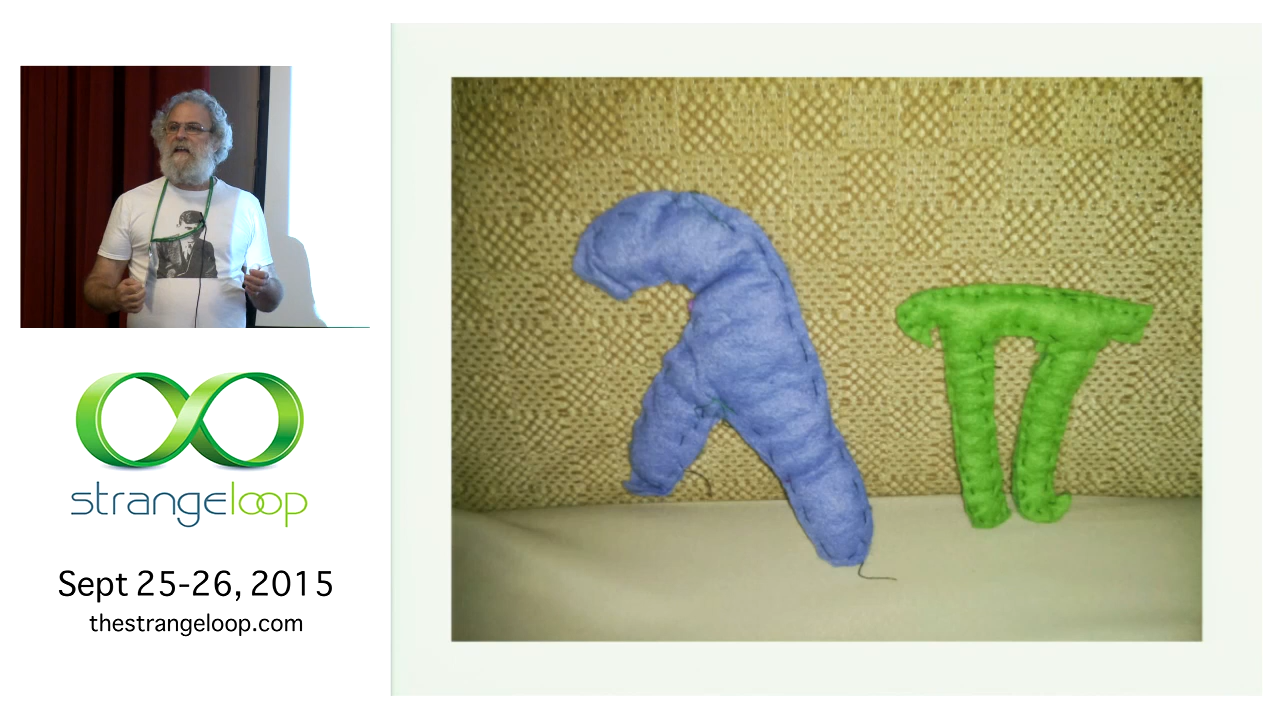 strangeloop
Sept 25-26, 2015
thestrangeloop.com
λ π